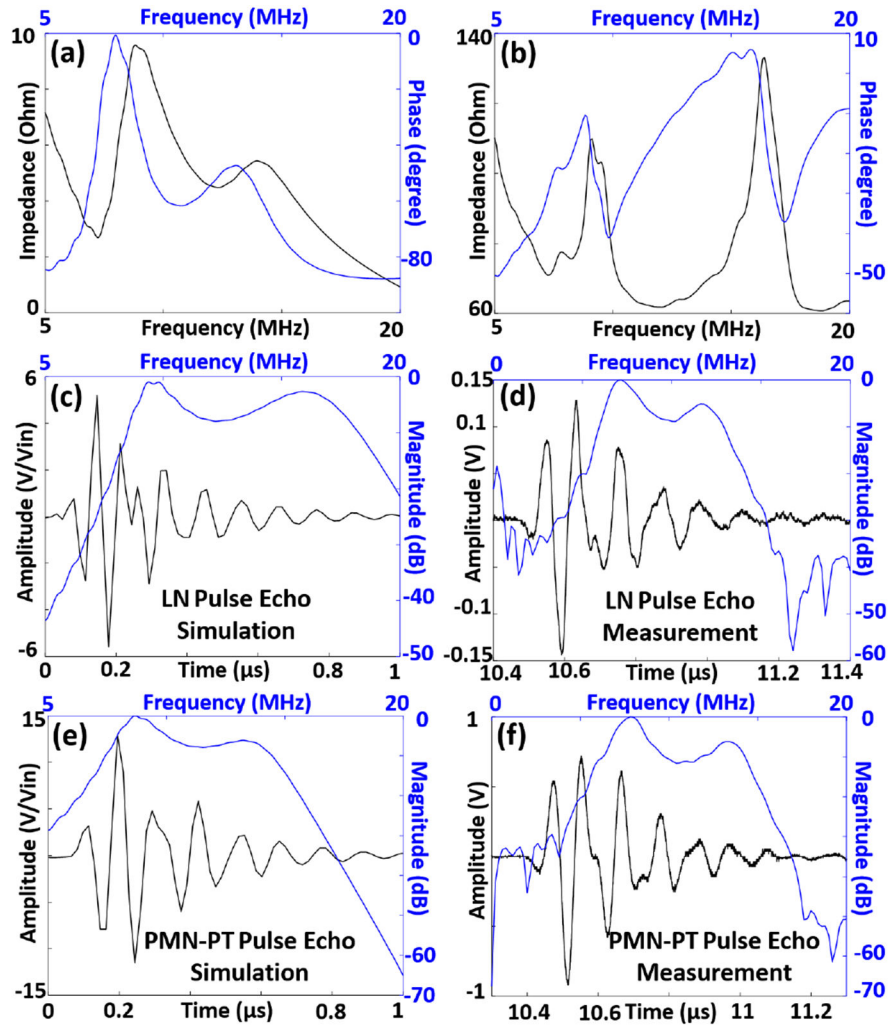 5 Frequency (MHz) 20
5 Frequency (MHz) 20
10 (a) 0
140 (b) 10
Impedance (Ohm)
Phase (degree)
Impedance (Ohm)
Phase (degree)
-80
-50
0
60
5 Frequency (MHz) 20
5 Frequency (MHz) 20
5 Frequency (MHz) 20
0 Frequency (MHz) 20
6 (c) 0
0.15 (d) 0
0.1
Amplitude (V/Vin)
Magnitude (dB)
Amplitude (V)
Magnitude (dB)
LN Pulse Echo
Simulation
-40
LN Pulse Echo
Measurement
-0.1
-50
-6 -50
-0.15 -60
0 0.2 Time (μs) 0.8 1
10.4 10.6 Time (μs) 11.2 11.4
5 Frequency (MHz) 20
0 Frequency (MHz) 20
15 (e) 0
1 (f) 0
Amplitude (V/Vin)
Magnitude (dB)
Amplitude (V)
Magnitude (dB)
PMN-PT Pulse Echo
Simulation
-60
PMN-PT Pulse Echo
Measurement
-60
-15 -70
-1 -70
0 0.2 Time (μs) 0.8 1
10.4 10.6 Time (μs) 11 11.2